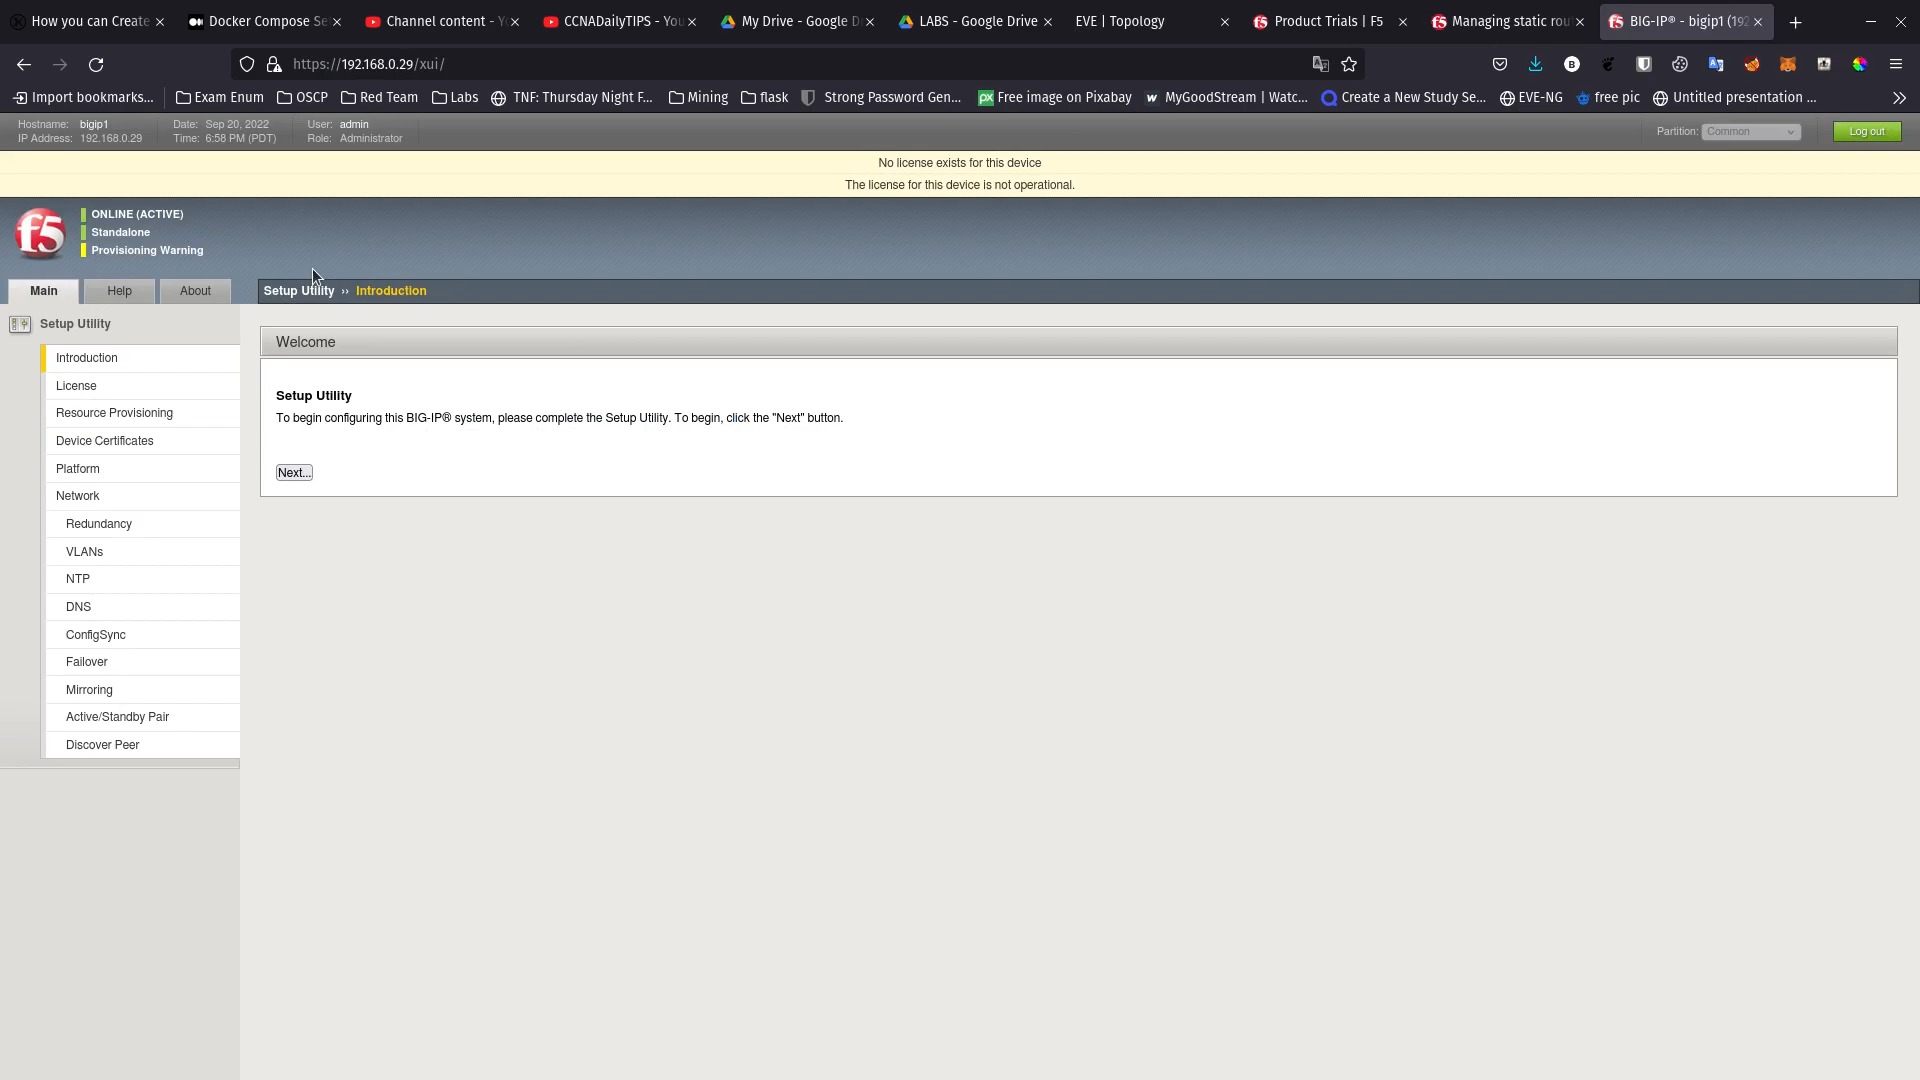 How you can Create
Docker Compose Se
Channel content - Y
CCNADailyTIPS - You
My Drive - Google D
LABS - Google Drive
EVE | Topology
Product Trials | F5
Managing static rou
BIG-IP® - bigip1 (192
https://192.168.0.29/xui/
Import bookmarks...
Exam Enum
OSCP
Red Team
Labs
TNF: Thursday Night F...
Mining
flask
Strong Password Gen...
Free image on Pixabay
MyGoodStream | Watc...
Create a New Study Se...
EVE-NG
free pic
Untitled presentation ...
Hostname: bigip1
IP Address: 192.168.0.29
Date: Sep 20, 2022
Time: 6:58 PM (PDT)
User: admin
Role: Administrator
Partition: Common
Log out
No license exists for this device
The license for this device is not operational.
f5
ONLINE (ACTIVE)
Standalone
Provisioning Warning
Main
Help
About
Setup Utility ›› Introduction
Setup Utility
Introduction
License
Resource Provisioning
Device Certificates
Platform
Network
Redundancy
VLANs
NTP
DNS
ConfigSync
Failover
Mirroring
Active/Standby Pair
Discover Peer
Welcome
Setup Utility
To begin configuring this BIG-IP® system, please complete the Setup Utility. To begin, click the "Next" button.
Next...